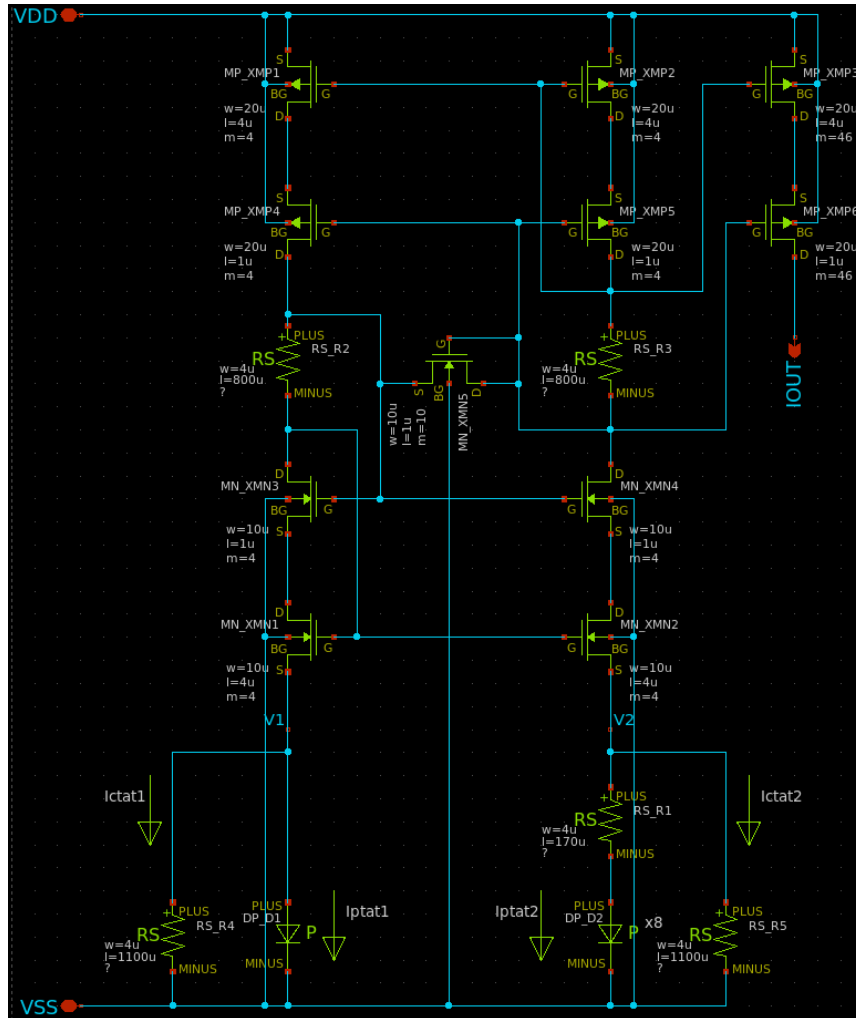 VDD
S
MP_XMP1
BG
G
D
w=20u
l=4u
m=4
S
MP_XMP2
G
BG
D
w=20u
l=4u
m=4
S
MP_XMP3
G
BG
D
w=20u
l=4u
m=46
S
MP_XMP4
BG
G
D
w=20u
l=1u
m=4
S
MP_XMP5
G
BG
D
w=20u
l=1u
m=4
S
MP_XMP6
G
BG
D
w=20u
l=1u
m=46
+ PLUS
RS
RS_R2
w=4u
l=800u
?
MINUS
G
S
BG
D
w=10u
l=1u
m=10
MN_XMN5
+ PLUS
RS
RS_R3
w=4u
l=800u
?
MINUS
IOUT
D
MN_XMN3
BG
G
S
w=10u
l=1u
m=4
D
MN_XMN4
G
BG
S
w=10u
l=1u
m=4
D
MN_XMN1
BG
G
S
w=10u
l=4u
m=4
D
MN_XMN2
G
BG
S
w=10u
l=4u
m=4
V1
V2
Ictat1
+ PLUS
RS
RS_R1
w=4u
l=170u
?
MINUS
Ictat2
+ PLUS
RS
RS_R4
w=4u
l=1100u
?
MINUS
PLUS
DP_D1
P
MINUS
Iptat1
Iptat2
PLUS
DP_D2
P
x8
MINUS
+ PLUS
RS
RS_R5
w=4u
l=1100u
?
MINUS
VSS